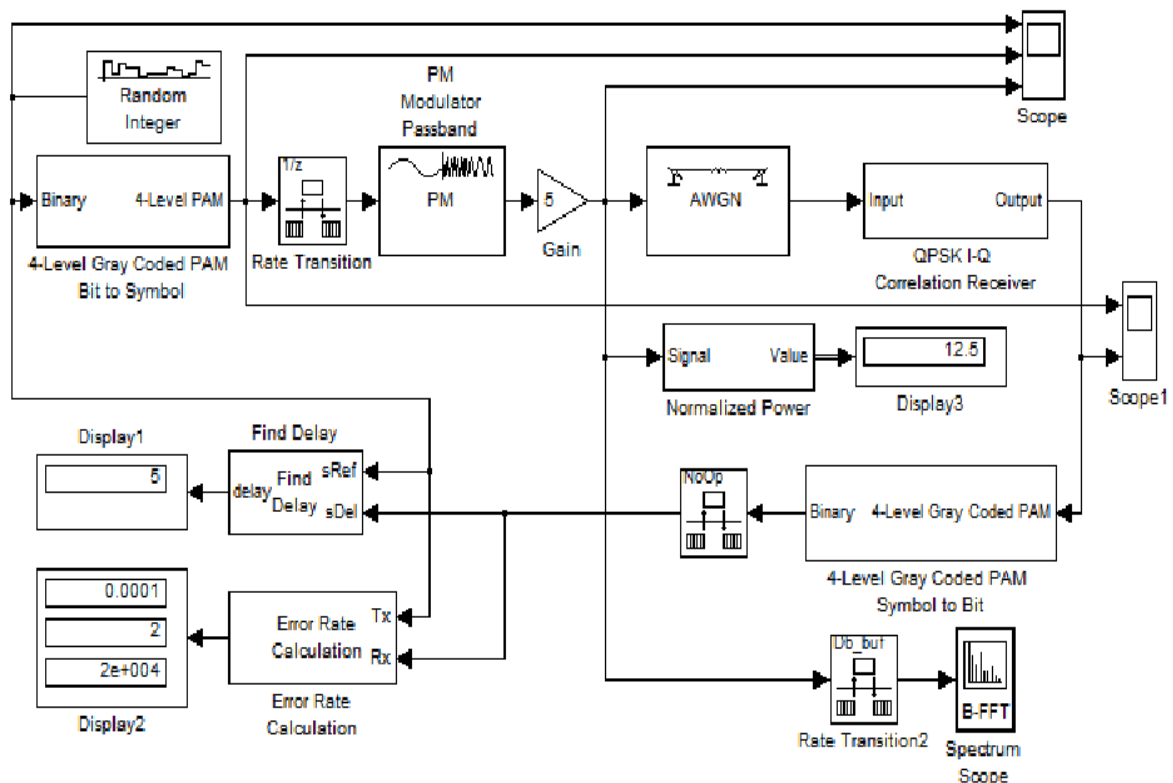 Random
Integer
PM
Modulator
Passband
Scope
Binary
4-Level PAM
4-Level Gray Coded PAM
Bit to Symbol
1/z
Rate Transition
PM
5
Gain
AWGN
Input
Output
QPSK I-Q
Correlation Receiver
Signal
Value
Normalized Power
12.5
Display3
Scope1
Display1
5
Find Delay
sRef
delay
Find
Delay
sDel
NoOp
Binary
4-Level Gray Coded PAM
4-Level Gray Coded PAM
Symbol to Bit
0.0001
2
2e+004
Display2
Error Rate
Calculation
Tx
Rx
Error Rate
Calculation
Db_buf
Rate Transition2
B-FFT
Spectrum
Scope